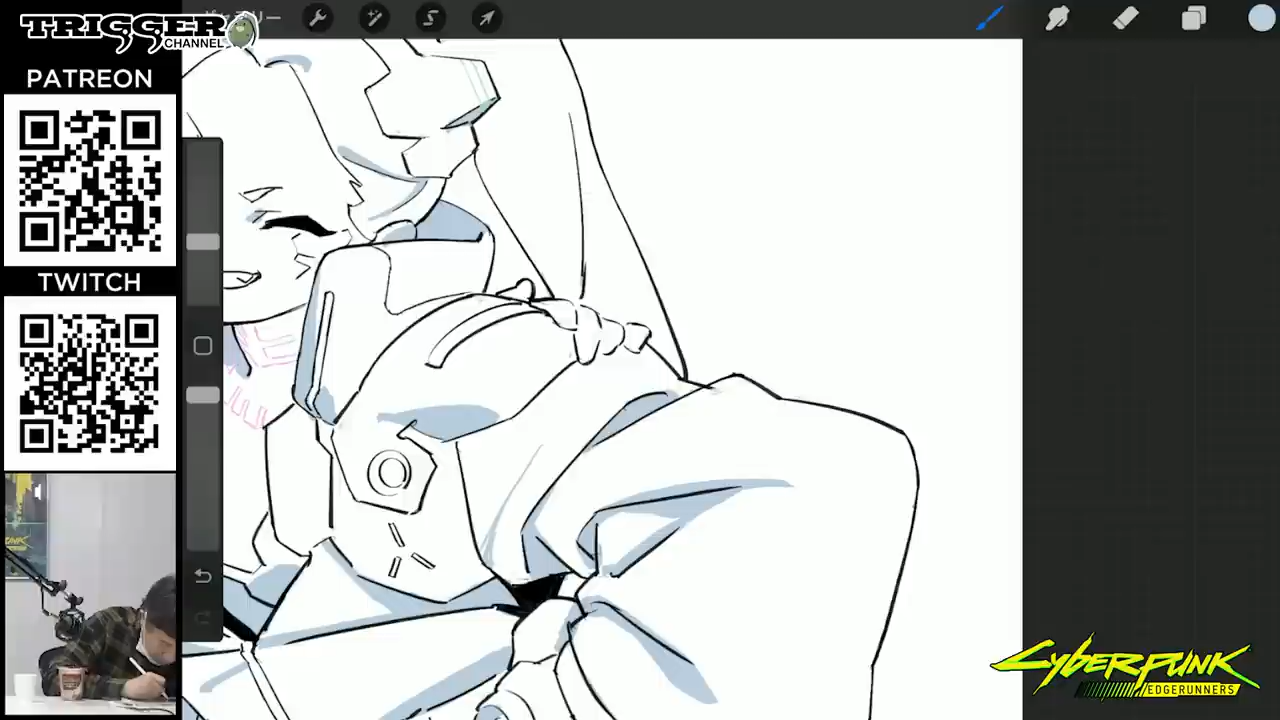 TRIGGER
CHANNEL
PATREON
TWITCH
CYBERPUNK
EDGERUNNERS